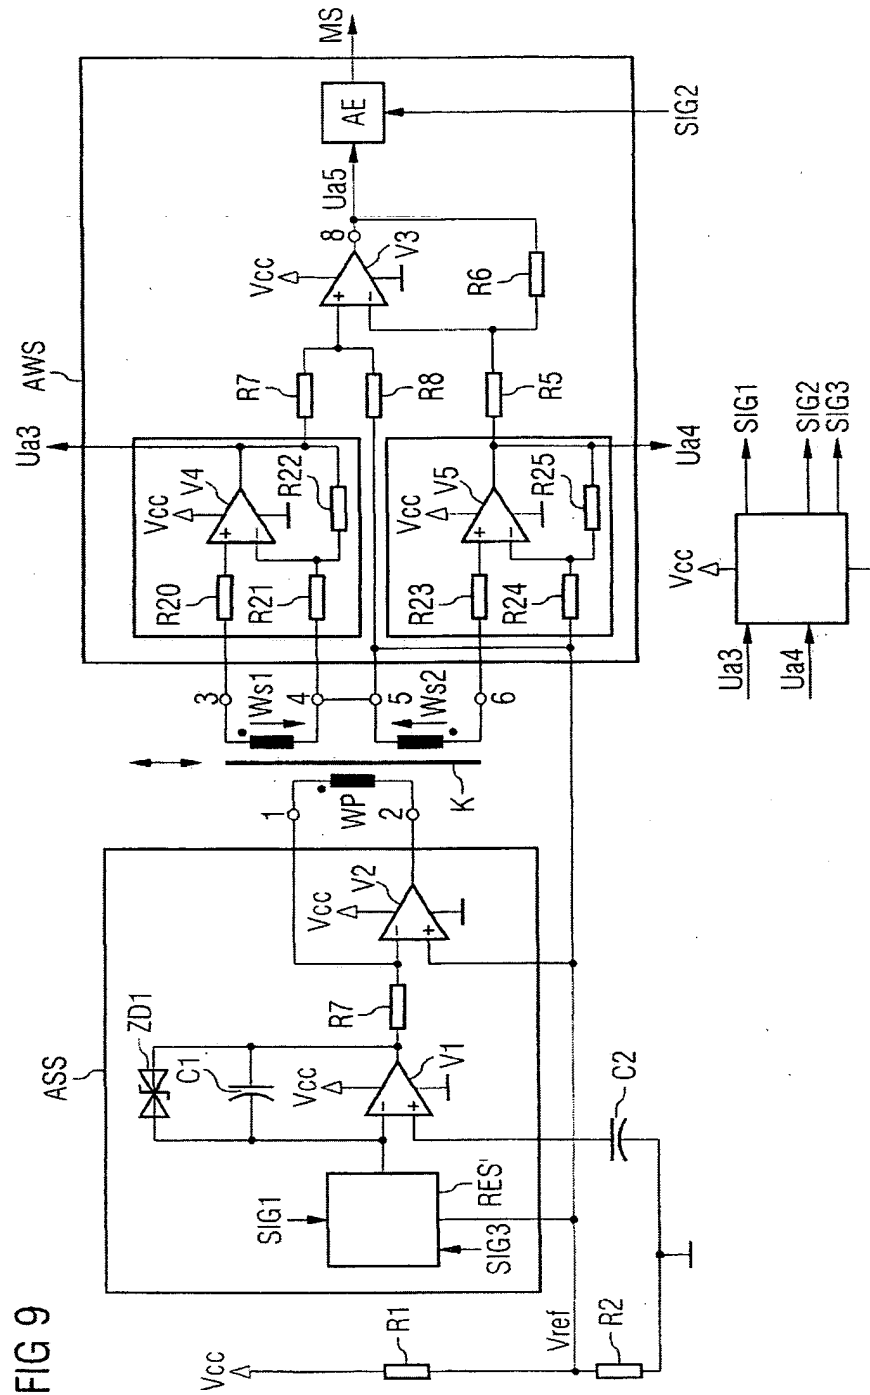 FIG 9
Vcc
R1
Vref
R2
C2
ASS
SIG1
SIG3
RES'
ZD1
C1
Vcc
V1
R7
Vcc
V2
1
2
WP
K
3
4
5
6
Ws1
Ws2
AWS
Ua3
R20
R21
Vcc
V4
R22
+
-
R23
R24
Vcc
V5
R25
+
-
Ua4
R7
R8
R5
Vcc
+
-
V3
8
R6
Ua5
AE
MS
SIG2
Ua3
Ua4
Vcc
SIG1
SIG2
SIG3